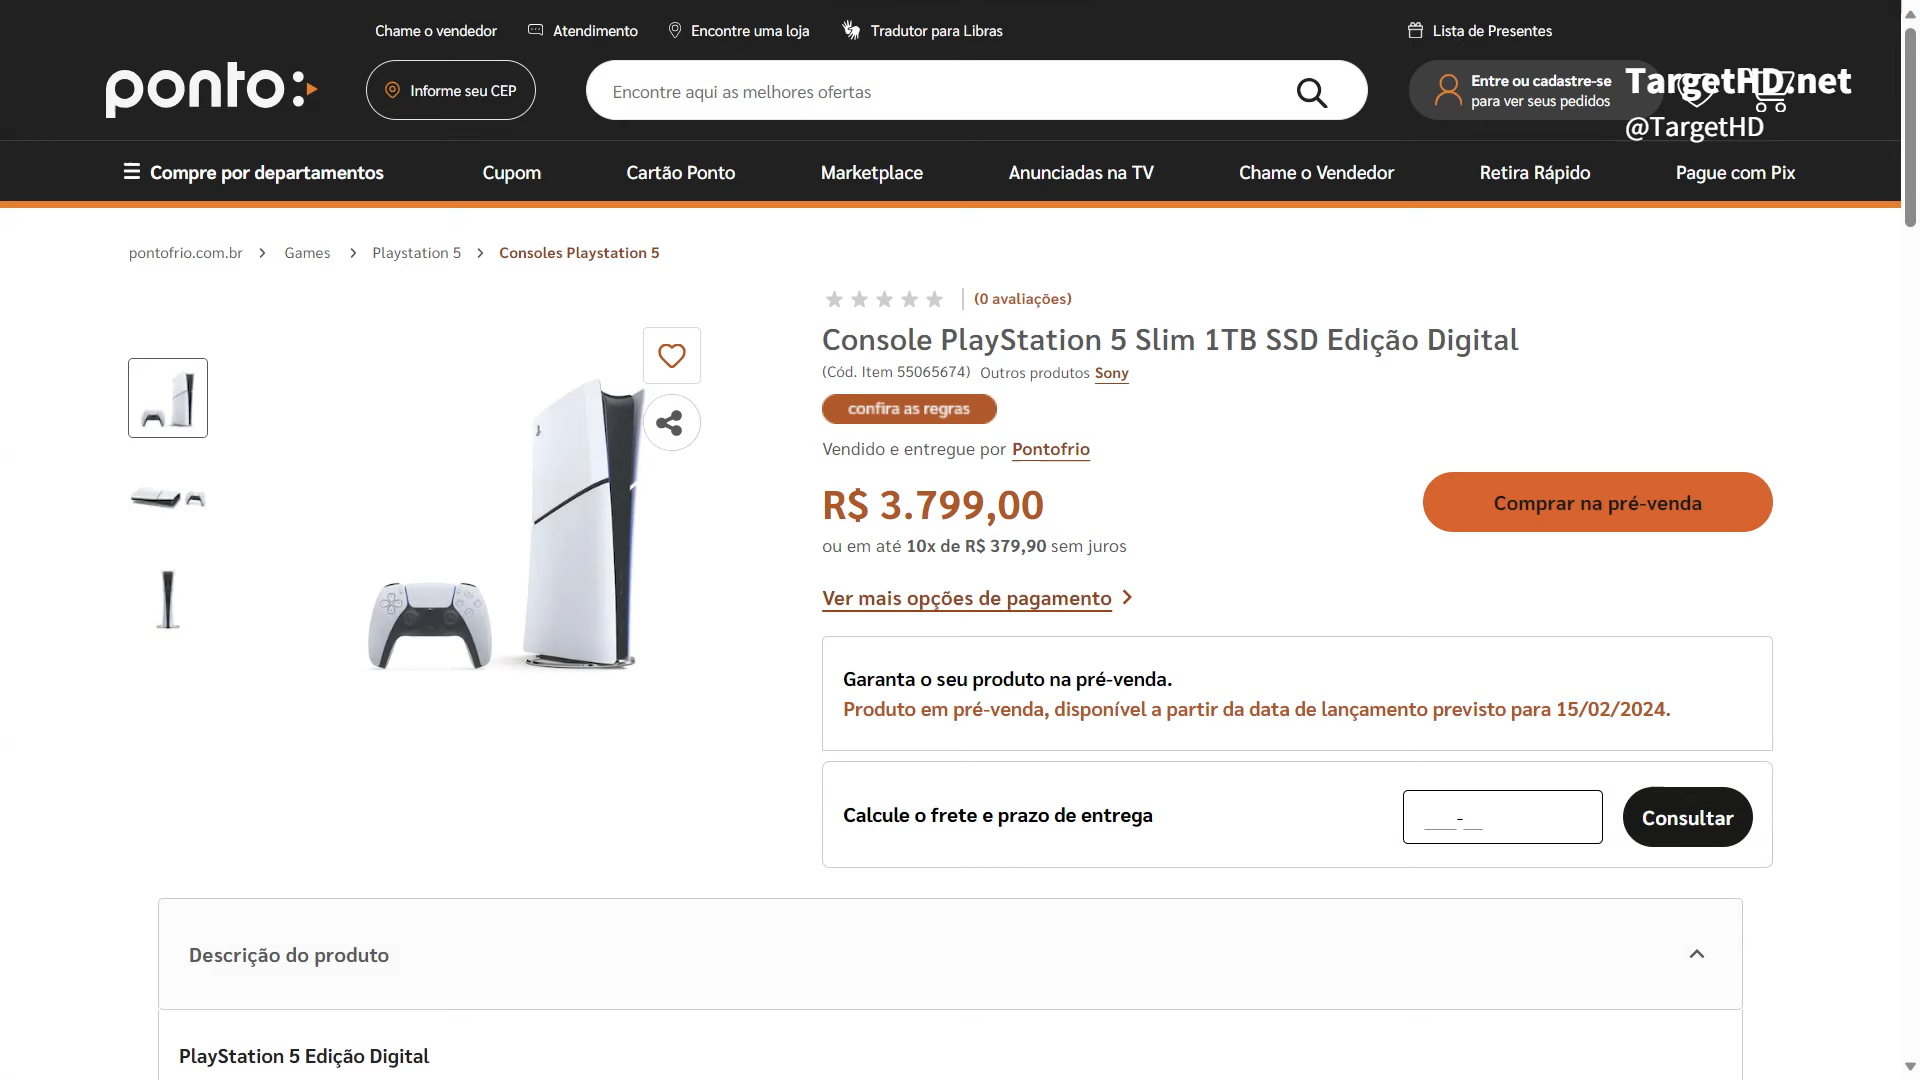 Chame o vendedor
Atendimento
Encontre uma loja
Tradutor para Libras
Lista de Presentes
ponto:
Informe seu CEP
Encontre aqui as melhores ofertas
Entre ou cadastre-se
para ver seus pedidos
TargetHD.net
@TargetHD
Compre por departamentos
Cupom
Cartão Ponto
Marketplace
Anunciadas na TV
Chame o Vendedor
Retira Rápido
Pague com Pix
pontofrio.com.br > Games > Playstation 5 > Consoles Playstation 5
(0 avaliações)
Console PlayStation 5 Slim 1TB SSD Edição Digital
(Cód. Item 55065674) Outros produtos Sony
confira as regras
Vendido e entregue por Pontofrio
R$ 3.799,00
Comprar na pré-venda
ou em até 10x de R$ 379,90 sem juros
Ver mais opções de pagamento
Garanta o seu produto na pré-venda.
Produto em pré-venda, disponível a partir da data de lançamento previsto para 15/02/2024.
Calcule o frete e prazo de entrega
_____-___
Consultar
Descrição do produto
PlayStation 5 Edição Digital